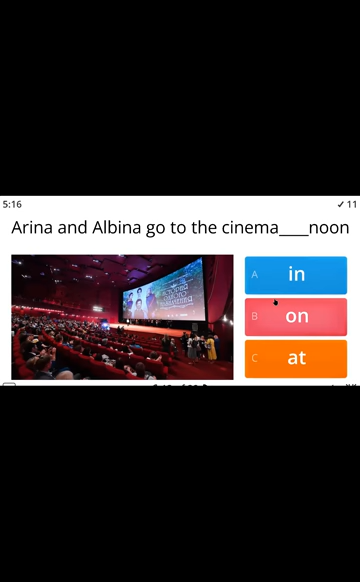 5:16
✓ 11
Arina and Albina go to the cinema____noon
A in
B on
C at